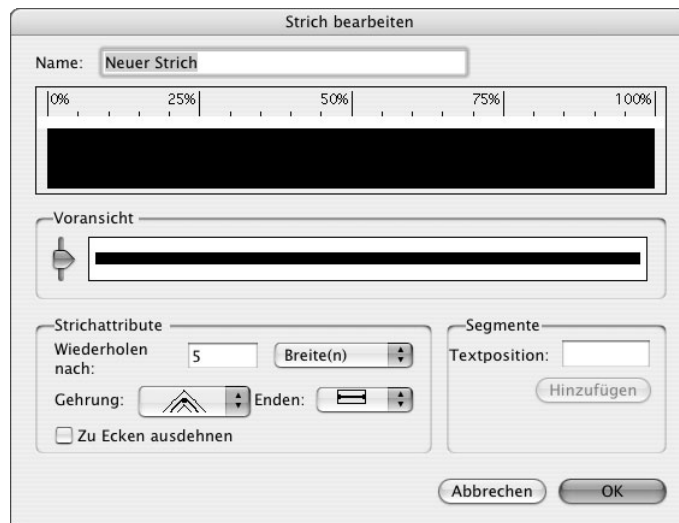 Strich bearbeiten
Name: Neuer Strich
0% 25% 50% 75% 100%
Voransicht
Strichattribute
Wiederholen nach: 5 Breite(n)
Gehrung: Enden:
Zu Ecken ausdehnen
Segmente
Textposition:
Hinzufügen
Abbrechen OK